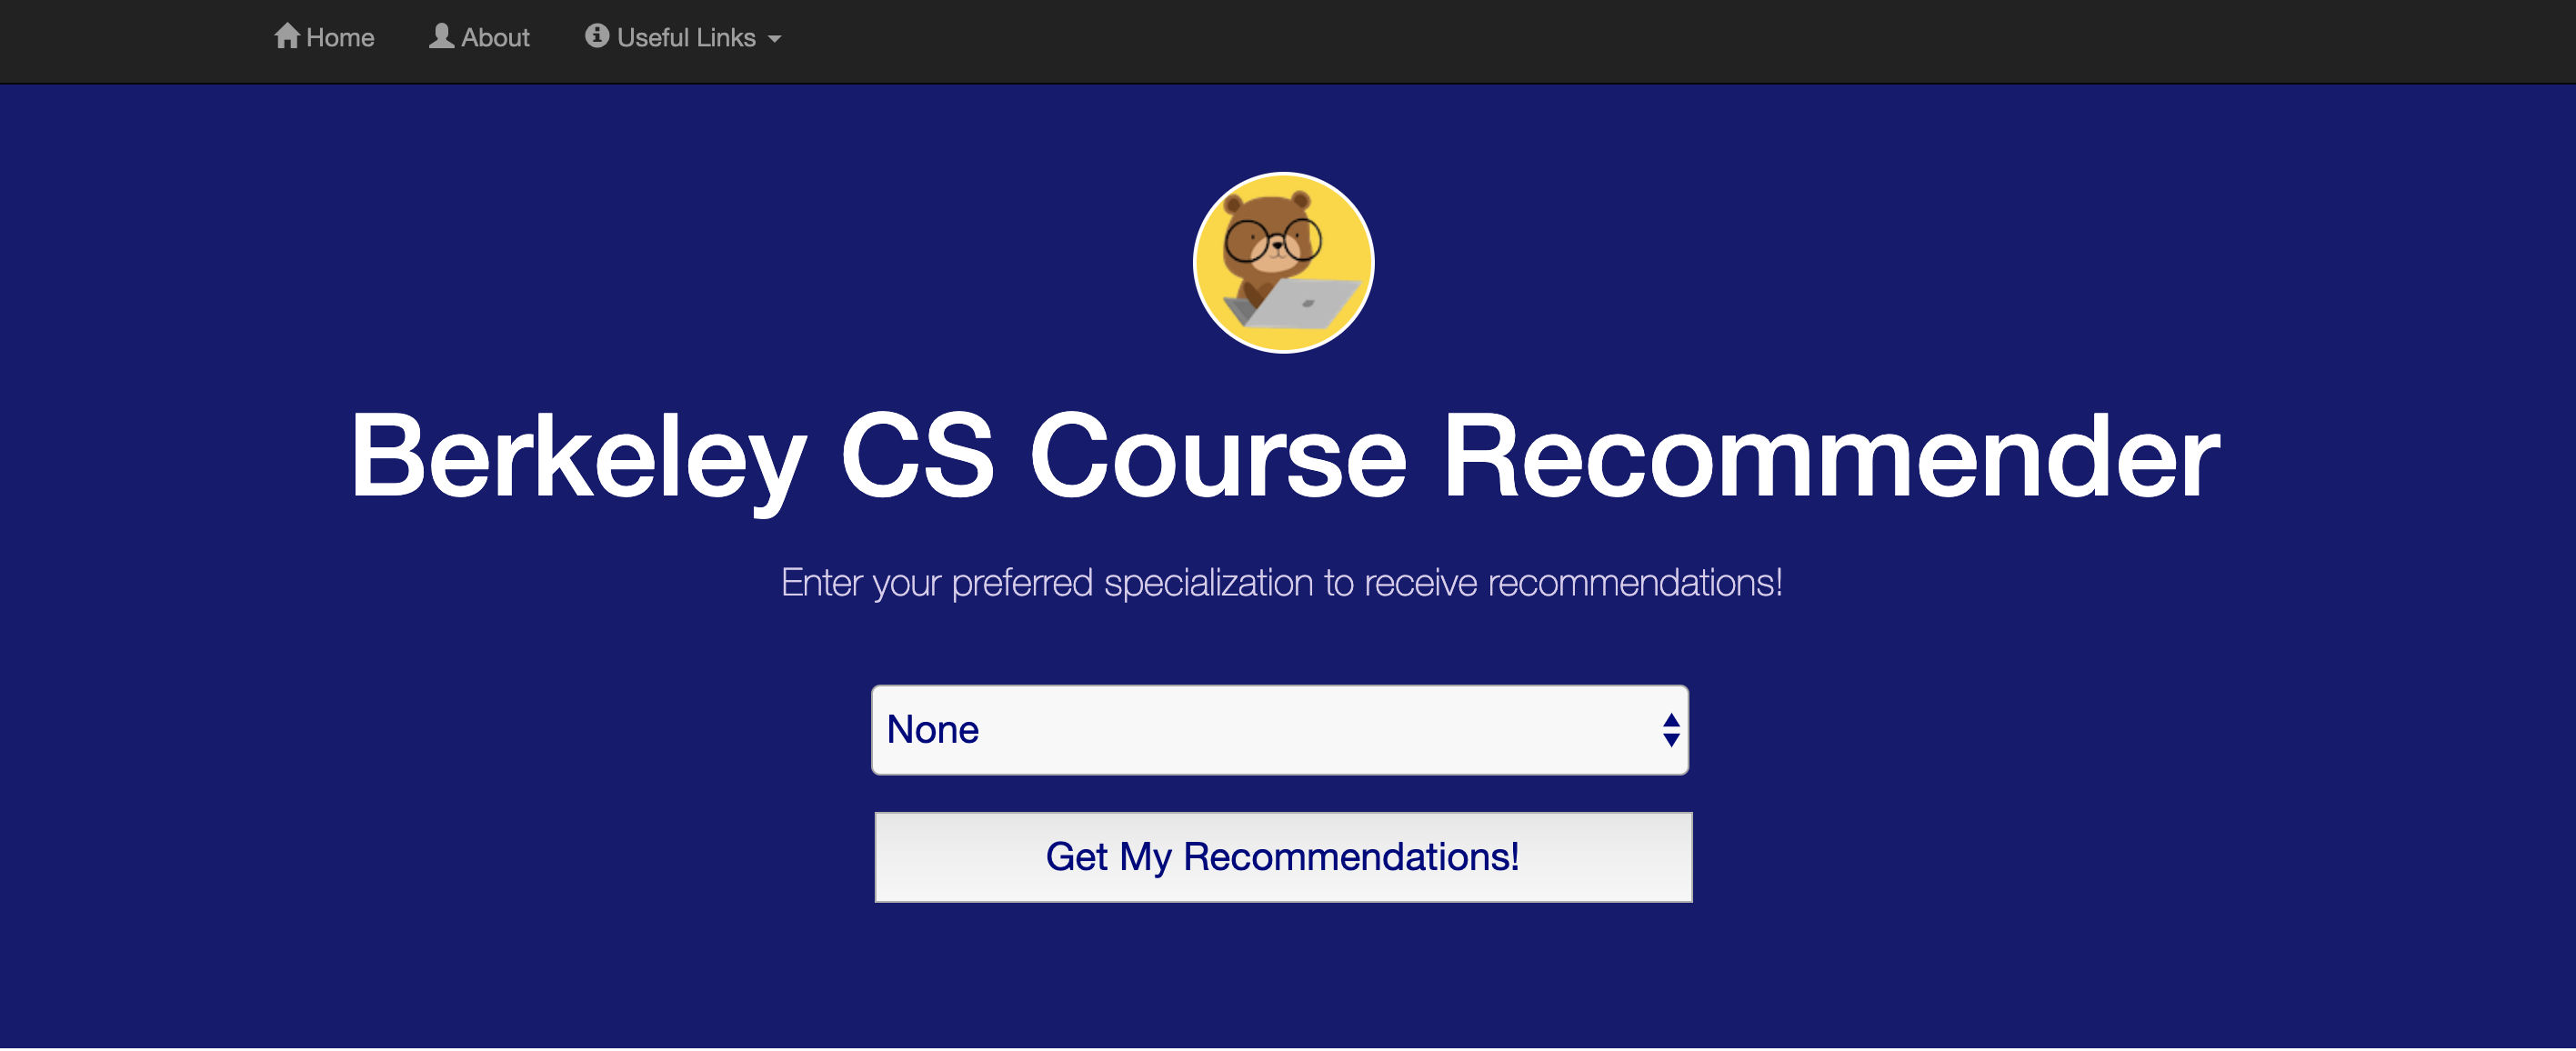 Home About Useful Links
Berkeley CS Course Recommender
Enter your preferred specialization to receive recommendations!
None
Get My Recommendations!